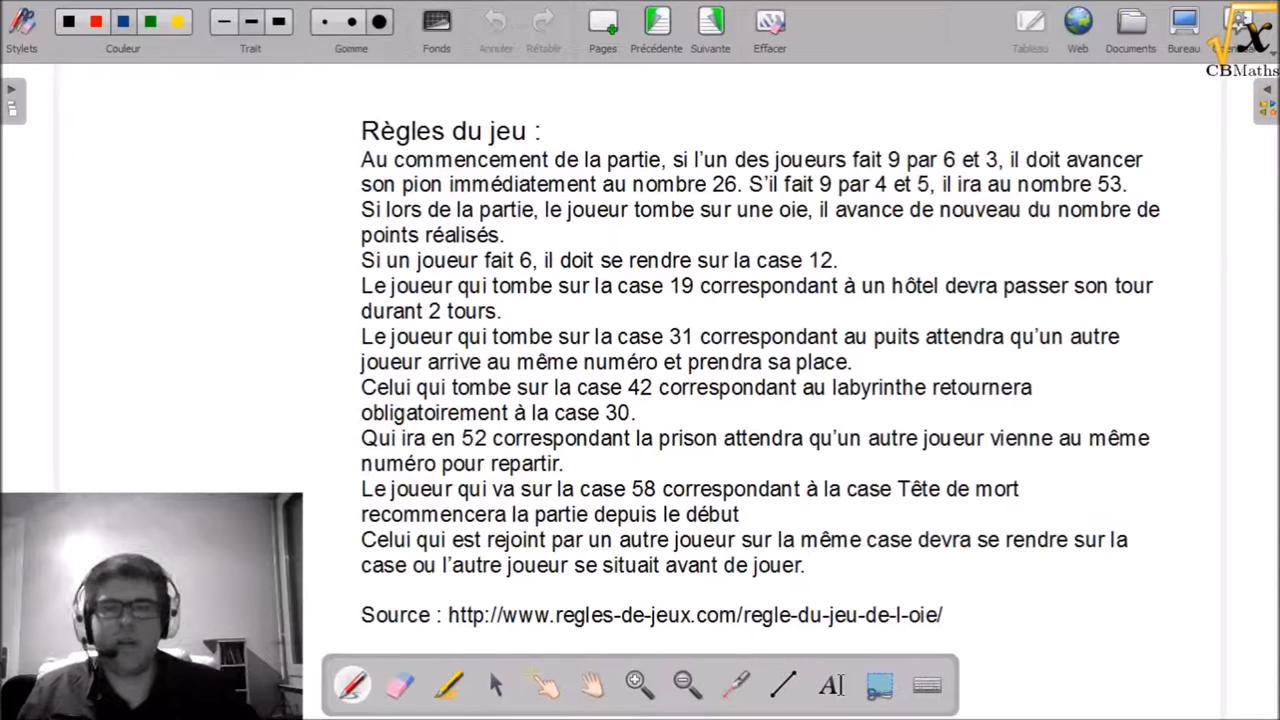 Stylets
Couleur
Trait
Gomme
Fonds
Annuler
Rétablir
Pages
Précédente
Suivante
Effacer
Tableau
Web
Documents
Bureau
CBMaths
Règles du jeu :
Au commencement de la partie, si l'un des joueurs fait 9 par 6 et 3, il doit avancer
son pion immédiatement au nombre 26. S'il fait 9 par 4 et 5, il ira au nombre 53.
Si lors de la partie, le joueur tombe sur une oie, il avance de nouveau du nombre de
points réalisés.
Si un joueur fait 6, il doit se rendre sur la case 12.
Le joueur qui tombe sur la case 19 correspondant à un hôtel devra passer son tour
durant 2 tours.
Le joueur qui tombe sur la case 31 correspondant au puits attendra qu'un autre
joueur arrive au même numéro et prendra sa place.
Celui qui tombe sur la case 42 correspondant au labyrinthe retournera
obligatoirement à la case 30.
Qui ira en 52 correspondant la prison attendra qu'un autre joueur vienne au même
numéro pour repartir.
Le joueur qui va sur la case 58 correspondant à la case Tête de mort
recommencera la partie depuis le début
Celui qui est rejoint par un autre joueur sur la même case devra se rendre sur la
case ou l'autre joueur se situait avant de jouer.
Source : http://www.regles-de-jeux.com/regle-du-jeu-de-l-oie/